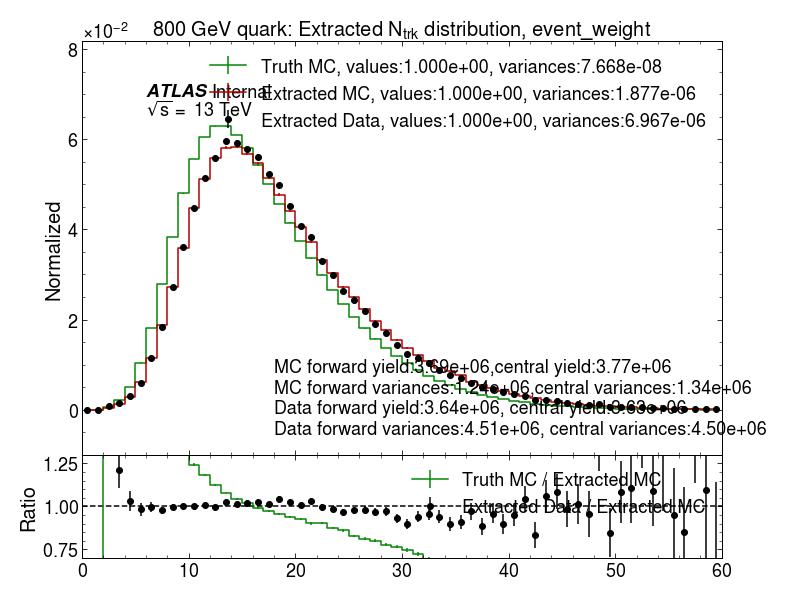 ×10⁻² 800 GeV quark: Extracted N_trk distribution, event_weight
8
Truth MC, values:1.000e+00, variances:7.668e-08
ATLAS Internal
Extracted MC, values:1.000e+00, variances:1.877e-06
√s = 13 TeV
Extracted Data, values:1.000e+00, variances:6.967e-06
6
Normalized
4
2
MC forward yield:3.69e+06,central yield:3.77e+06
MC forward variances:1.24e+06,central variances:1.34e+06
0
Data forward yield:3.64e+06, central yield:3.63e+06
Data forward variances:4.51e+06, central variances:4.50e+06
1.25
Truth MC / Extracted MC
Ratio
1.00
Extracted Data / Extracted MC
0.75
0 10 20 30 40 50 60